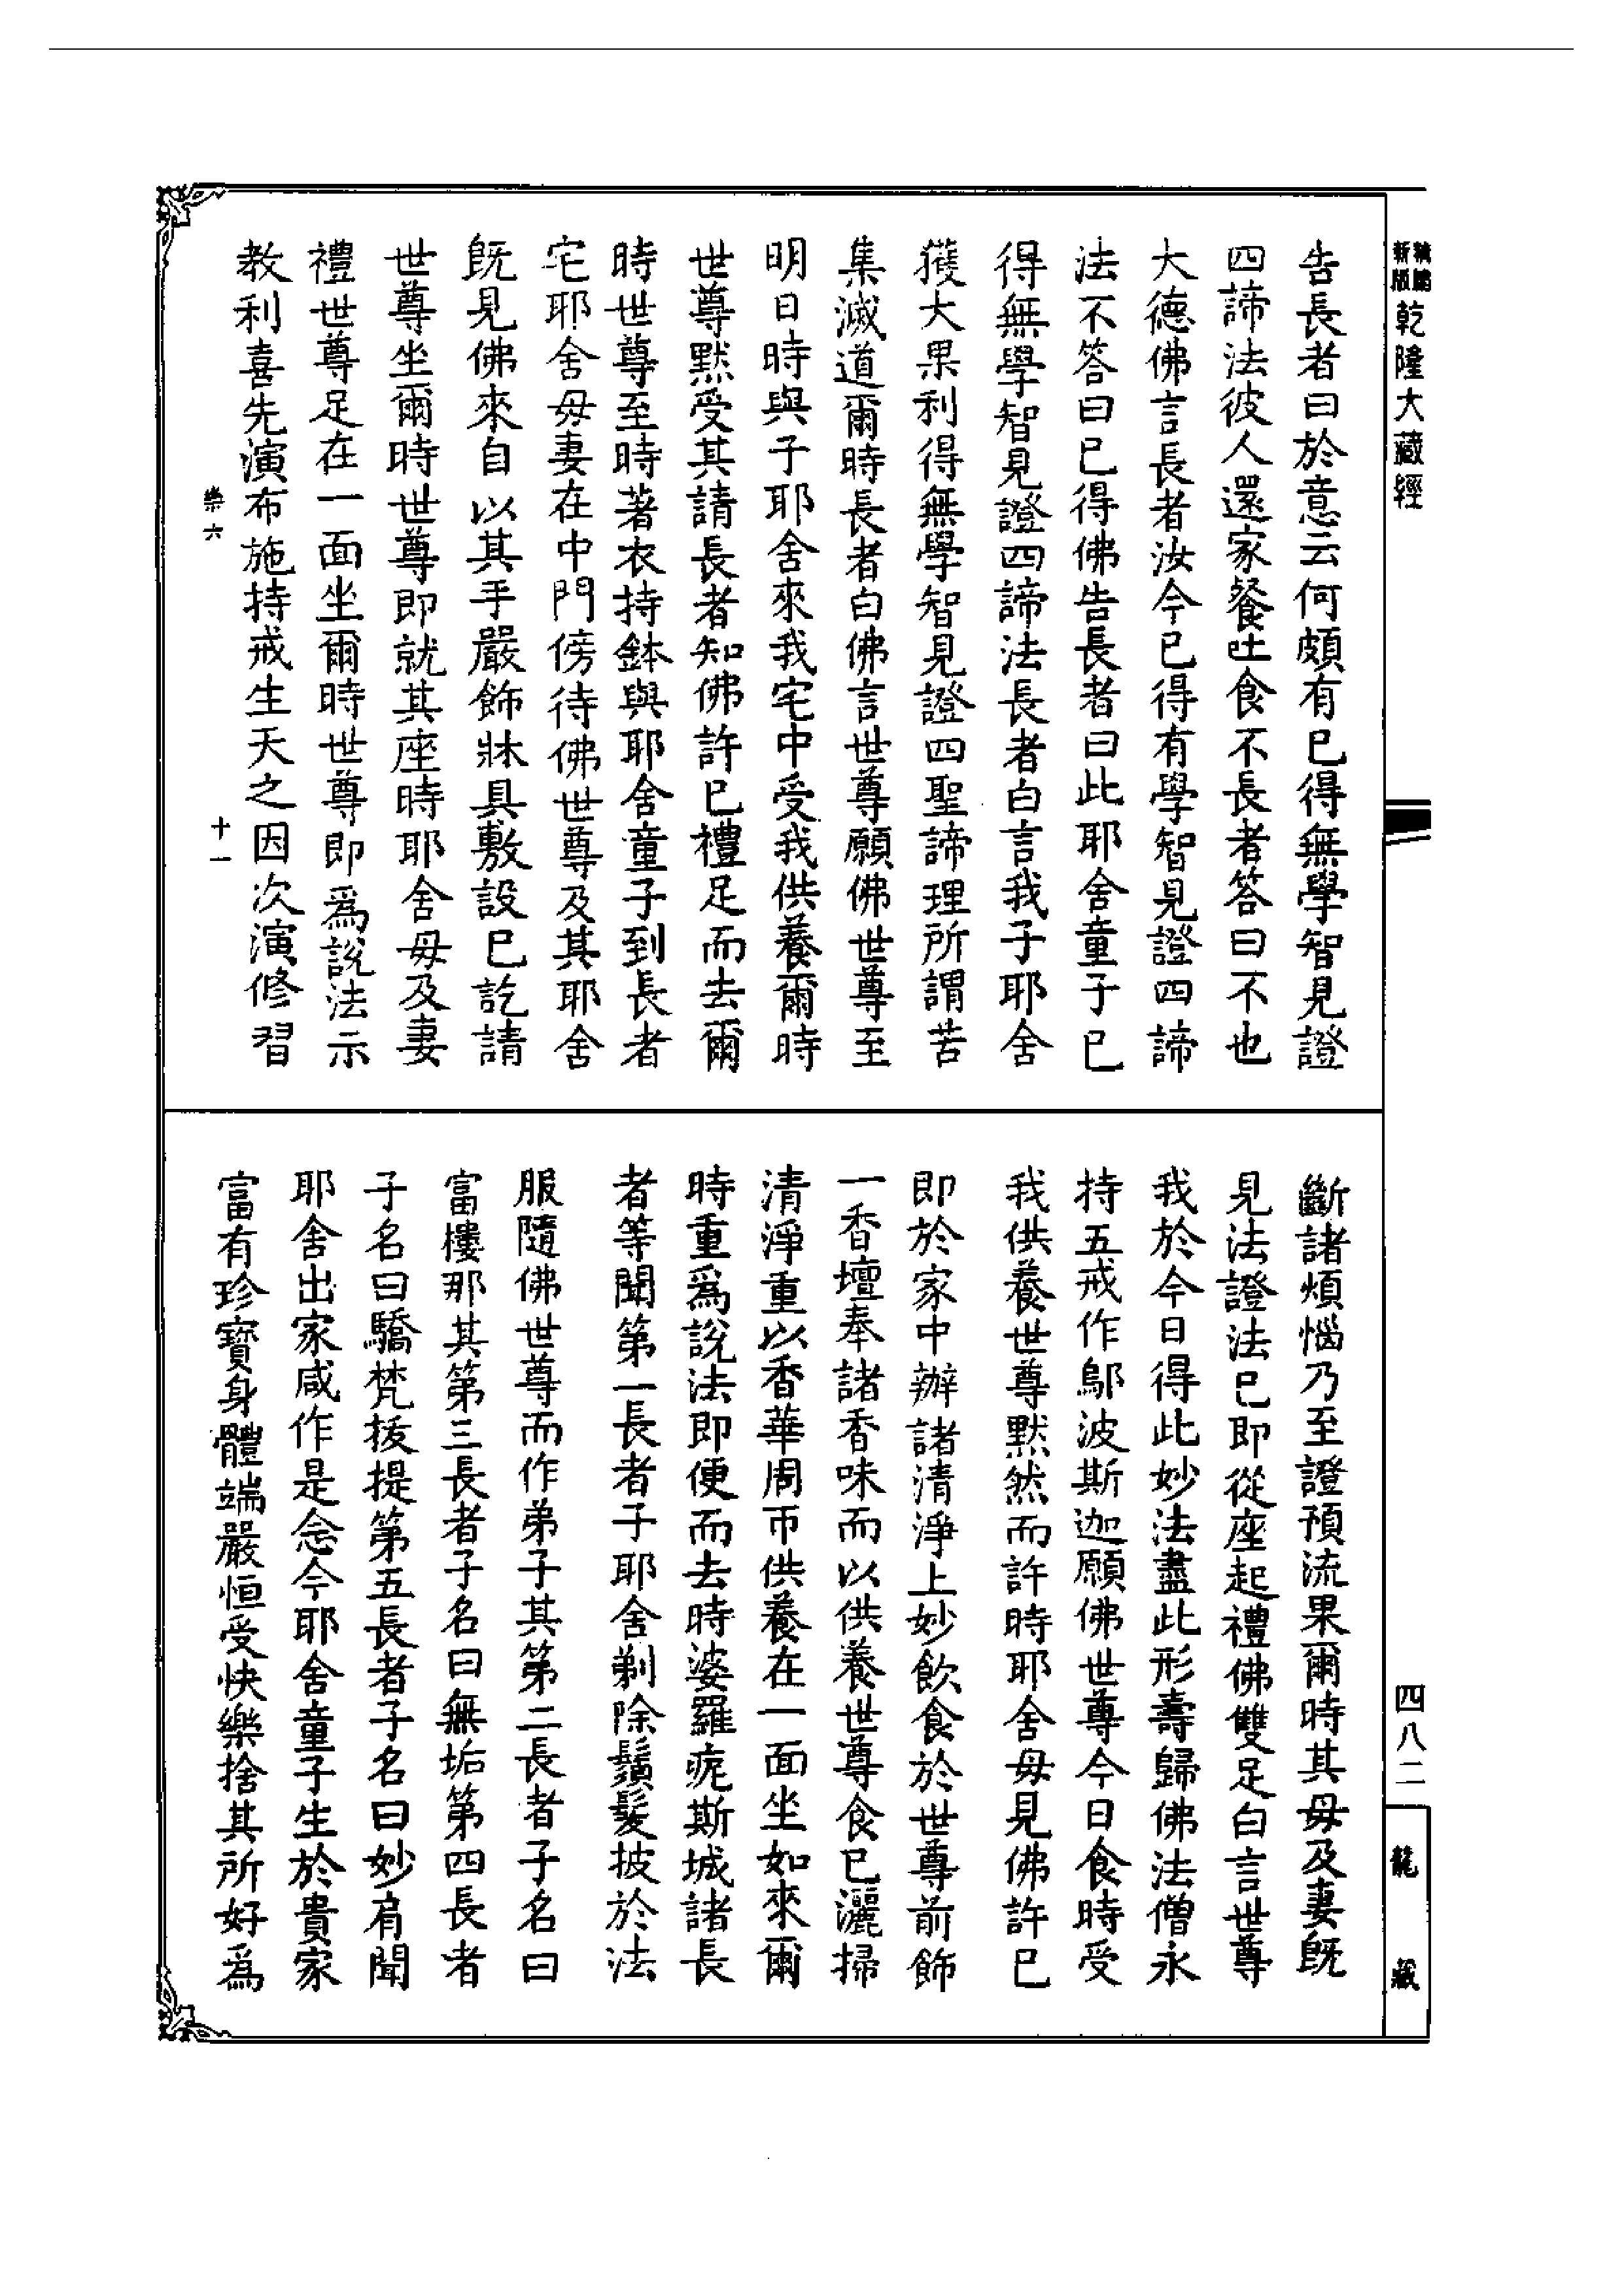 新版
乾隆大藏經
四八二
龍藏
告長者曰於意云何頗有已得無學智見證
四諦法彼人還家餐吐食不長者答曰不也
大德佛言長者汝今已得有學智見證四諦
法不答曰已得佛告長者曰此耶舍童子已
得無學智見證四諦法長者白言我子耶舍
獲大果利得無學智見證四聖諦理所謂苦
集滅道爾時長者白佛言世尊願佛世尊至
明日時與子耶舍來我宅中受我供養爾時
世尊默受其請長者知佛許已禮足而去爾
時世尊至時著衣持鉢與耶舍童子到長者
宅耶舍母妻在中門傍待佛世尊及其耶舍
既見佛來自以其手嚴飾牀具敷設已訖請
世尊坐爾時世尊即就其座時耶舍母及妻
禮世尊足在一面坐爾時世尊即為說法示
教利喜先演布施持戒生天之因次演修習
斷諸煩惱乃至證預流果爾時其母及妻既
見法證法已即從座起禮佛雙足白言世尊
我於今日得此妙法盡此形壽歸佛法僧永
持五戒作鄔波斯迦願佛世尊今日食時受
我供養世尊默然而許時耶舍母見佛許已
即於家中辦諸清淨上妙飲食於世尊前飾
一香壇奉諸香味而以供養世尊食已灑掃
清淨重以香華周帀供養在一面坐如來爾
時重為說法即便而去時婆羅痆斯城諸長
者等聞第一長者子耶舍剃除鬚髮披於法
服隨佛世尊而作弟子其第二長者子名曰
富樓那其第三長者子名曰無垢第四長者
子名曰驕梵拔提第五長者子名曰妙肩聞
耶舍出家咸作是念今耶舍童子生於貴家
富有珍寶身體端嚴恒受快樂捨其所好為
樂六
十一